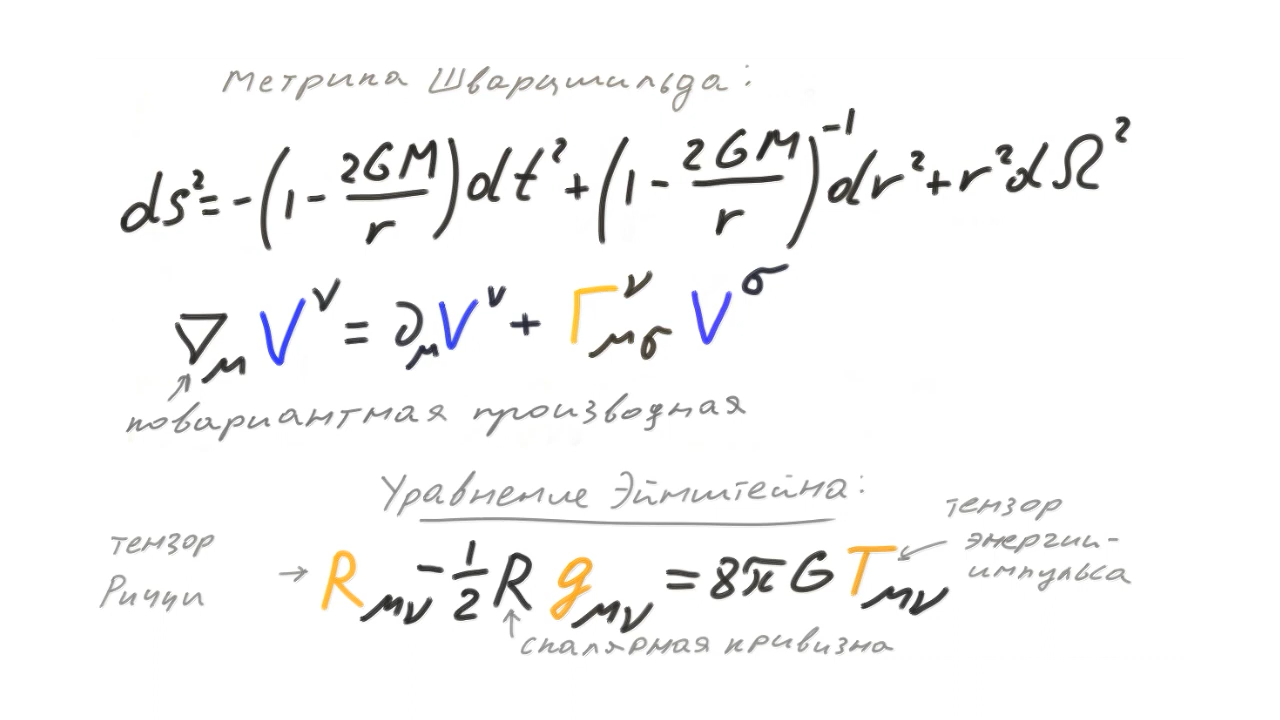 Метрика Шварцшильда:
ds² = -(1 - 2GM/r)dt² + (1 - 2GM/r)⁻¹dr² + r²dΩ²
∇_μ V^ν = ∂_μ V^ν + Γ^ν_μσ V^σ
ковариантная производная
Уравнение Эйнштейна:
тензор
Риччи
R_μν - 1/2 R g_μν = 8πG T_μν
тензор
энергии-
импульса
скалярная кривизна